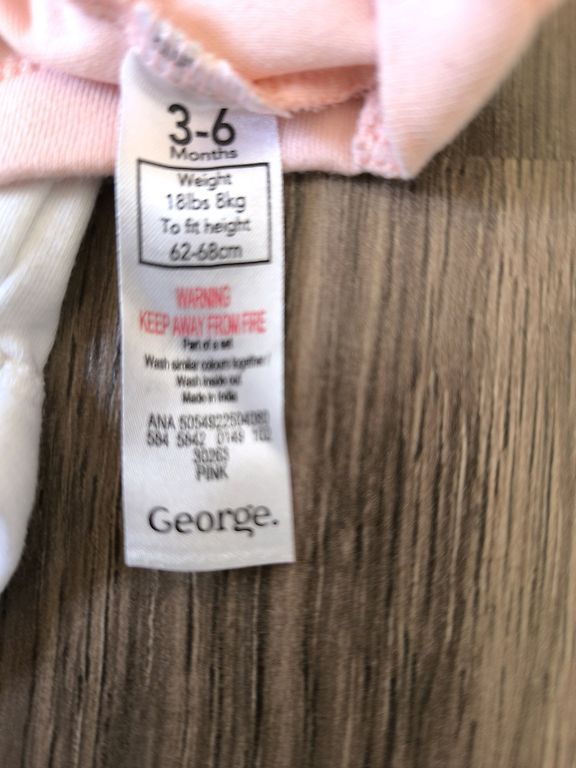 3-6
Months
Weight
18lbs 8kg
To fit height
62-68cm
WARNING
KEEP AWAY FROM FIRE
Part of a set
Wash similar colours together/
Wash inside out
Made in India
ANA
PINK
George.